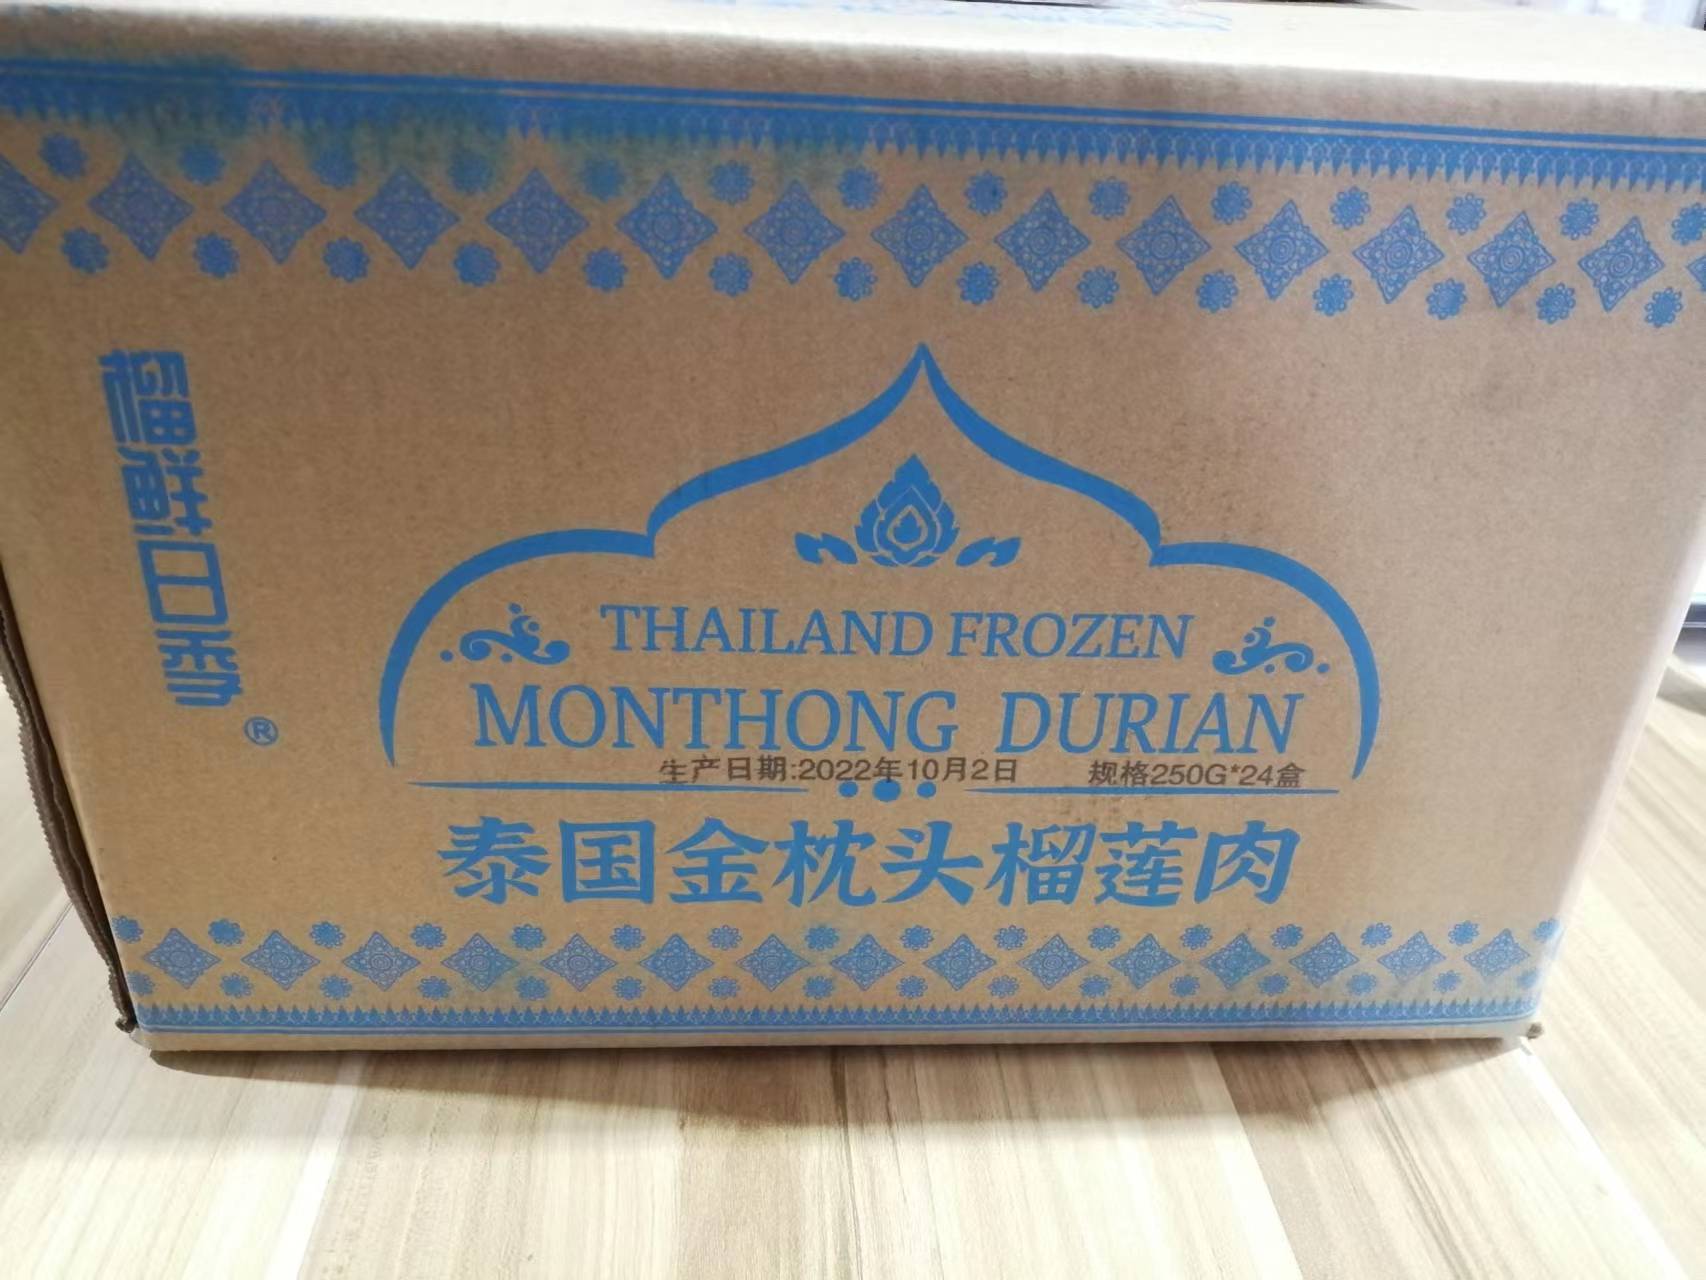 榴鲜日季
®
THAILAND FROZEN
MONTHONG DURIAN
生产日期:2022年10月2日 规格250G*24盒
泰国金枕头榴莲肉